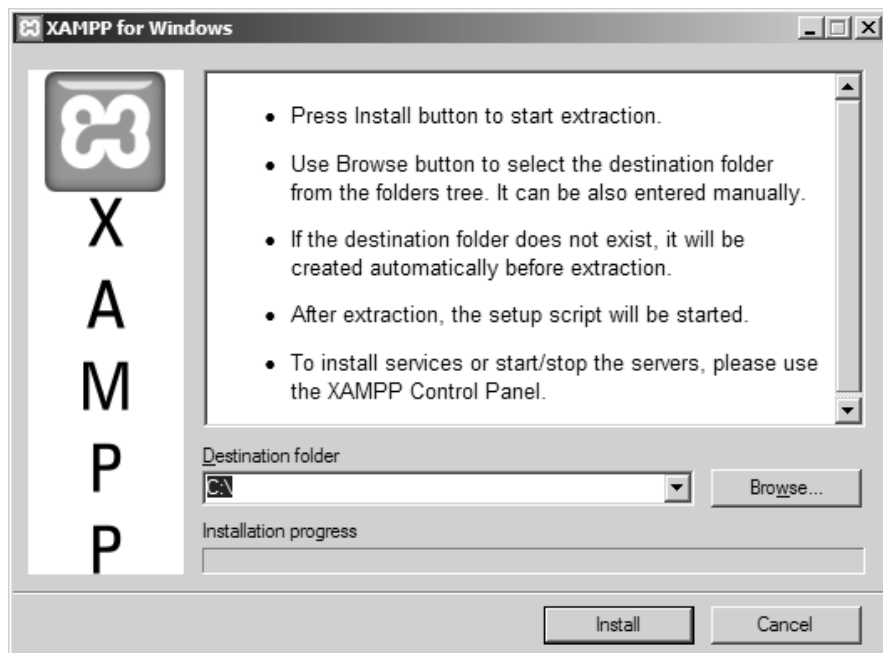 XAMPP for Windows
X
A
M
P
P
• Press Install button to start extraction.
• Use Browse button to select the destination folder
from the folders tree. It can be also entered manually.
• If the destination folder does not exist, it will be
created automatically before extraction.
• After extraction, the setup script will be started.
• To install services or start/stop the servers, please use
the XAMPP Control Panel.
Destination folder
C:\
Browse...
Installation progress
Install
Cancel